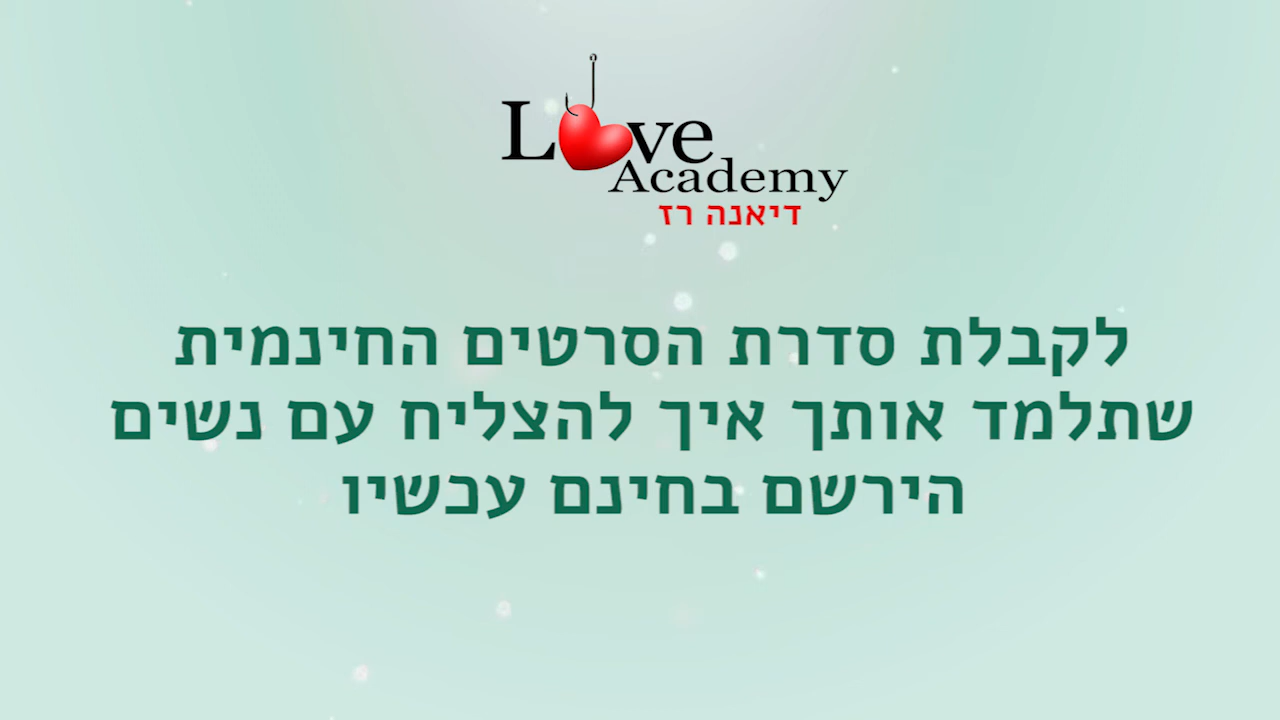 Love
Academy
דיאנה רז
לקבלת סדרת הסרטים החינמית
שתלמד אותך איך להצליח עם נשים
הירשם בחינם עכשיו